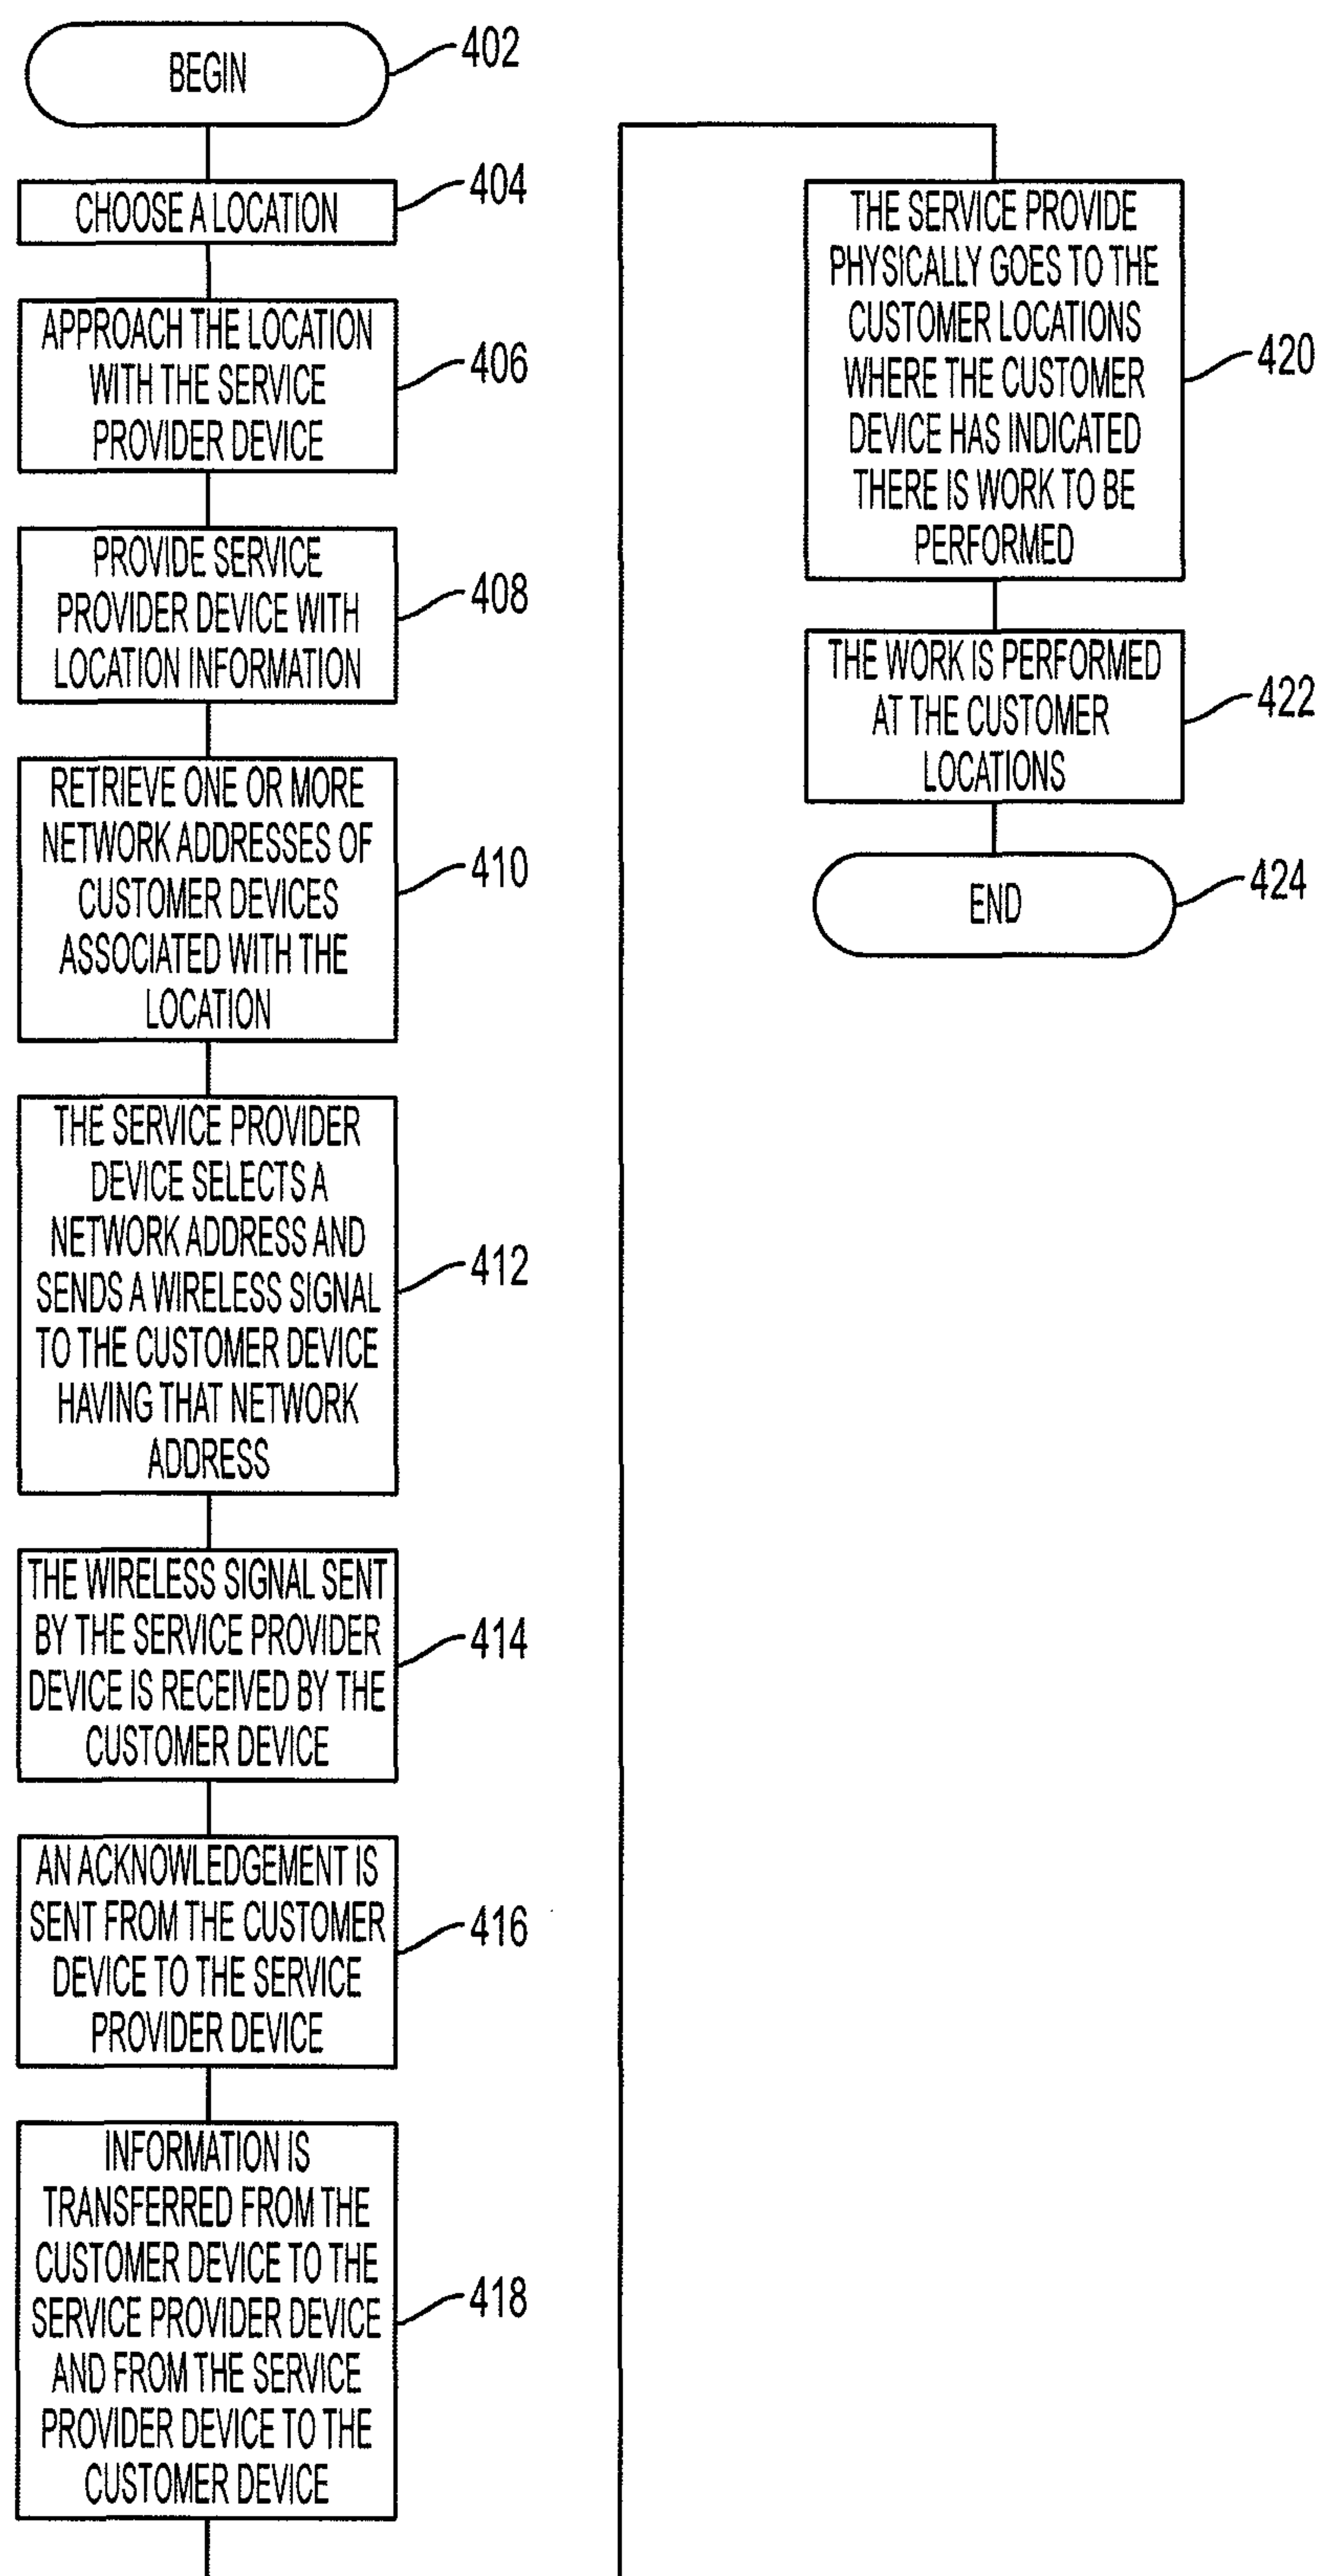 BEGIN
402
CHOOSE A LOCATION
404
APPROACH THE LOCATION
WITH THE SERVICE
PROVIDER DEVICE
406
PROVIDE SERVICE
PROVIDER DEVICE WITH
LOCATION INFORMATION
408
RETRIEVE ONE OR MORE
NETWORK ADDRESSES OF
CUSTOMER DEVICES
ASSOCIATED WITH THE
LOCATION
410
THE SERVICE PROVIDER
DEVICE SELECTS A
NETWORK ADDRESS AND
SENDS A WIRELESS SIGNAL
TO THE CUSTOMER DEVICE
HAVING THAT NETWORK
ADDRESS
412
THE WIRELESS SIGNAL SENT
BY THE SERVICE PROVIDER
DEVICE IS RECEIVED BY THE
CUSTOMER DEVICE
414
AN ACKNOWLEDGEMENT IS
SENT FROM THE CUSTOMER
DEVICE TO THE SERVICE
PROVIDER DEVICE
416
INFORMATION IS
TRANSFERRED FROM THE
CUSTOMER DEVICE TO THE
SERVICE PROVIDER DEVICE
AND FROM THE SERVICE
PROVIDER DEVICE TO THE
CUSTOMER DEVICE
418
THE SERVICE PROVIDE
PHYSICALLY GOES TO THE
CUSTOMER LOCATIONS
WHERE THE CUSTOMER
DEVICE HAS INDICATED
THERE IS WORK TO BE
PERFORMED
420
THE WORK IS PERFORMED
AT THE CUSTOMER
LOCATIONS
422
END
424